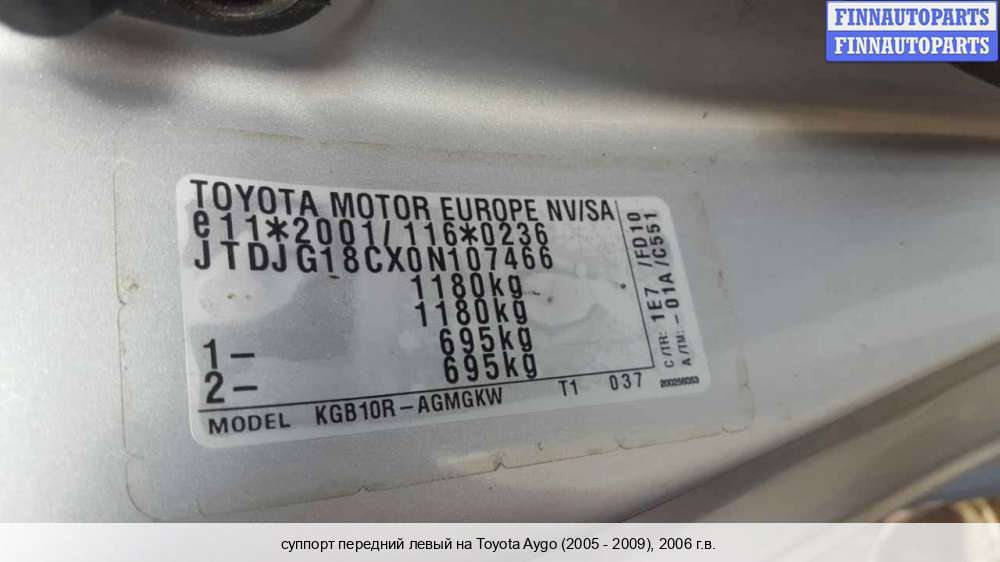 FINNAUTOPARTS
FINNAUTOPARTS
TOYOTA MOTOR EUROPE NV/SA
e11*2001/116*0236
JTDJG18CX0N107466
1180kg
1180kg
1- 695kg
2- 695kg
MODEL KGB10R-AGMGKW T1 037
C/TR: 1E7 /FD10
A/TM: -01A/C551
суппорт передний левый на Toyota Aygo (2005 - 2009), 2006 г.в.